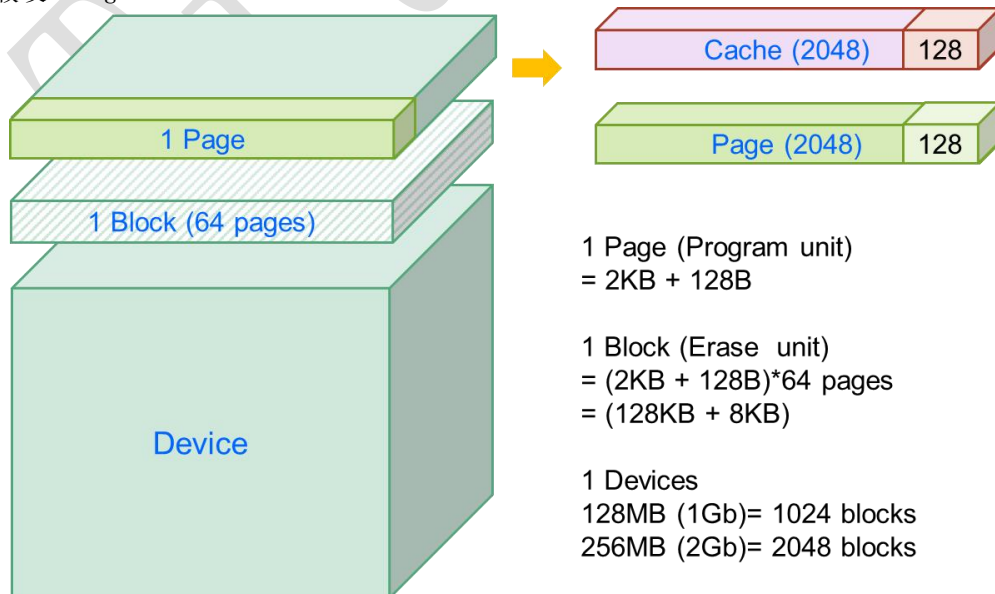 Cache (2048) 128
1 Page
Page (2048) 128
1 Block (64 pages)
1 Page (Program unit)
= 2KB + 128B
1 Block (Erase unit)
= (2KB + 128B)*64 pages
= (128KB + 8KB)
Device
1 Devices
128MB (1Gb)= 1024 blocks
256MB (2Gb)= 2048 blocks